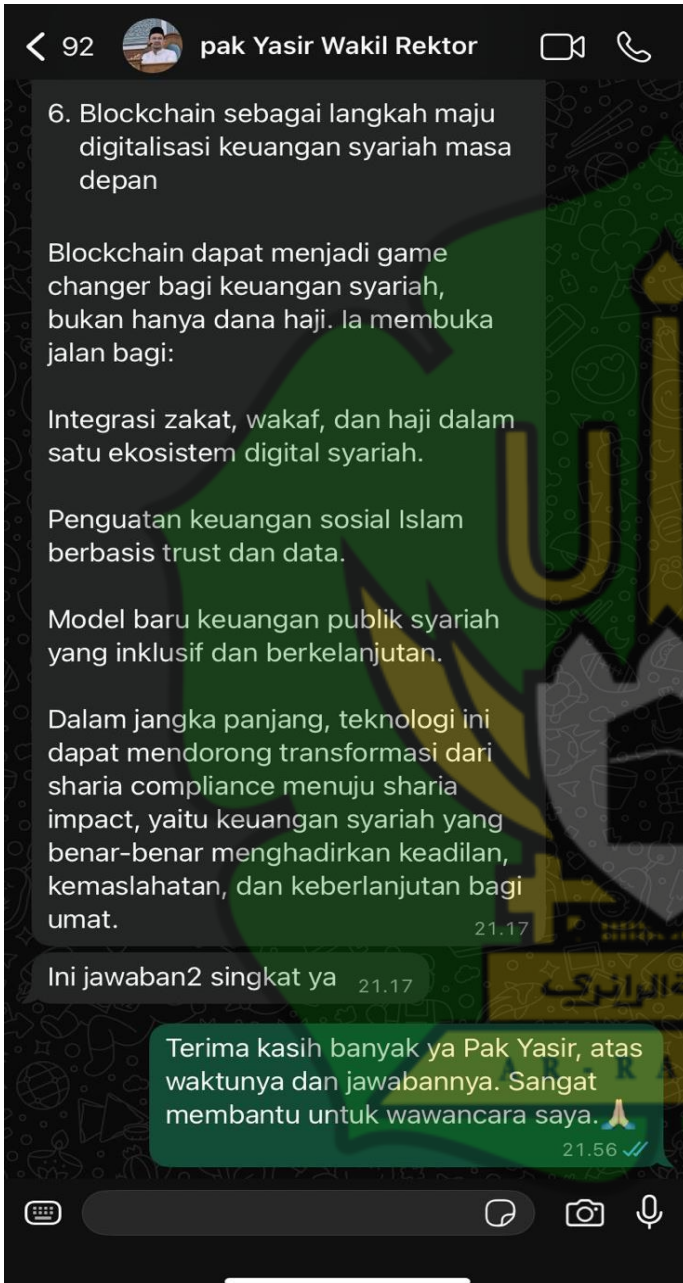 92
pak Yasir Wakil Rektor
6. Blockchain sebagai langkah maju
digitalisasi keuangan syariah masa
depan
Blockchain dapat menjadi game
changer bagi keuangan syariah,
bukan hanya dana haji. Ia membuka
jalan bagi:
Integrasi zakat, wakaf, dan haji dalam
satu ekosistem digital syariah.
Penguatan keuangan sosial Islam
berbasis trust dan data.
Model baru keuangan publik syariah
yang inklusif dan berkelanjutan.
Dalam jangka panjang, teknologi ini
dapat mendorong transformasi dari
sharia compliance menuju sharia
impact, yaitu keuangan syariah yang
benar-benar menghadirkan keadilan,
kemaslahatan, dan keberlanjutan bagi
umat.
21.17
Ini jawaban2 singkat ya 21.17
الرانري
Terima kasih banyak ya Pak Yasir, atas
waktunya dan jawabannya. Sangat
membantu untuk wawancara saya. 🙏🏼
21.56
A R - R A